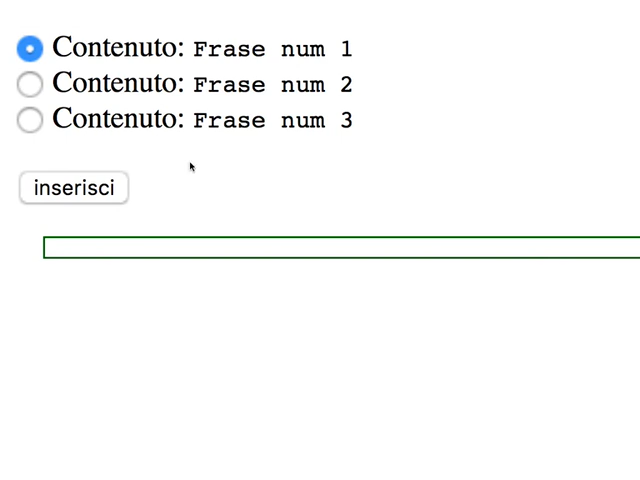 Contenuto: Frase num 1
Contenuto: Frase num 2
Contenuto: Frase num 3
inserisci